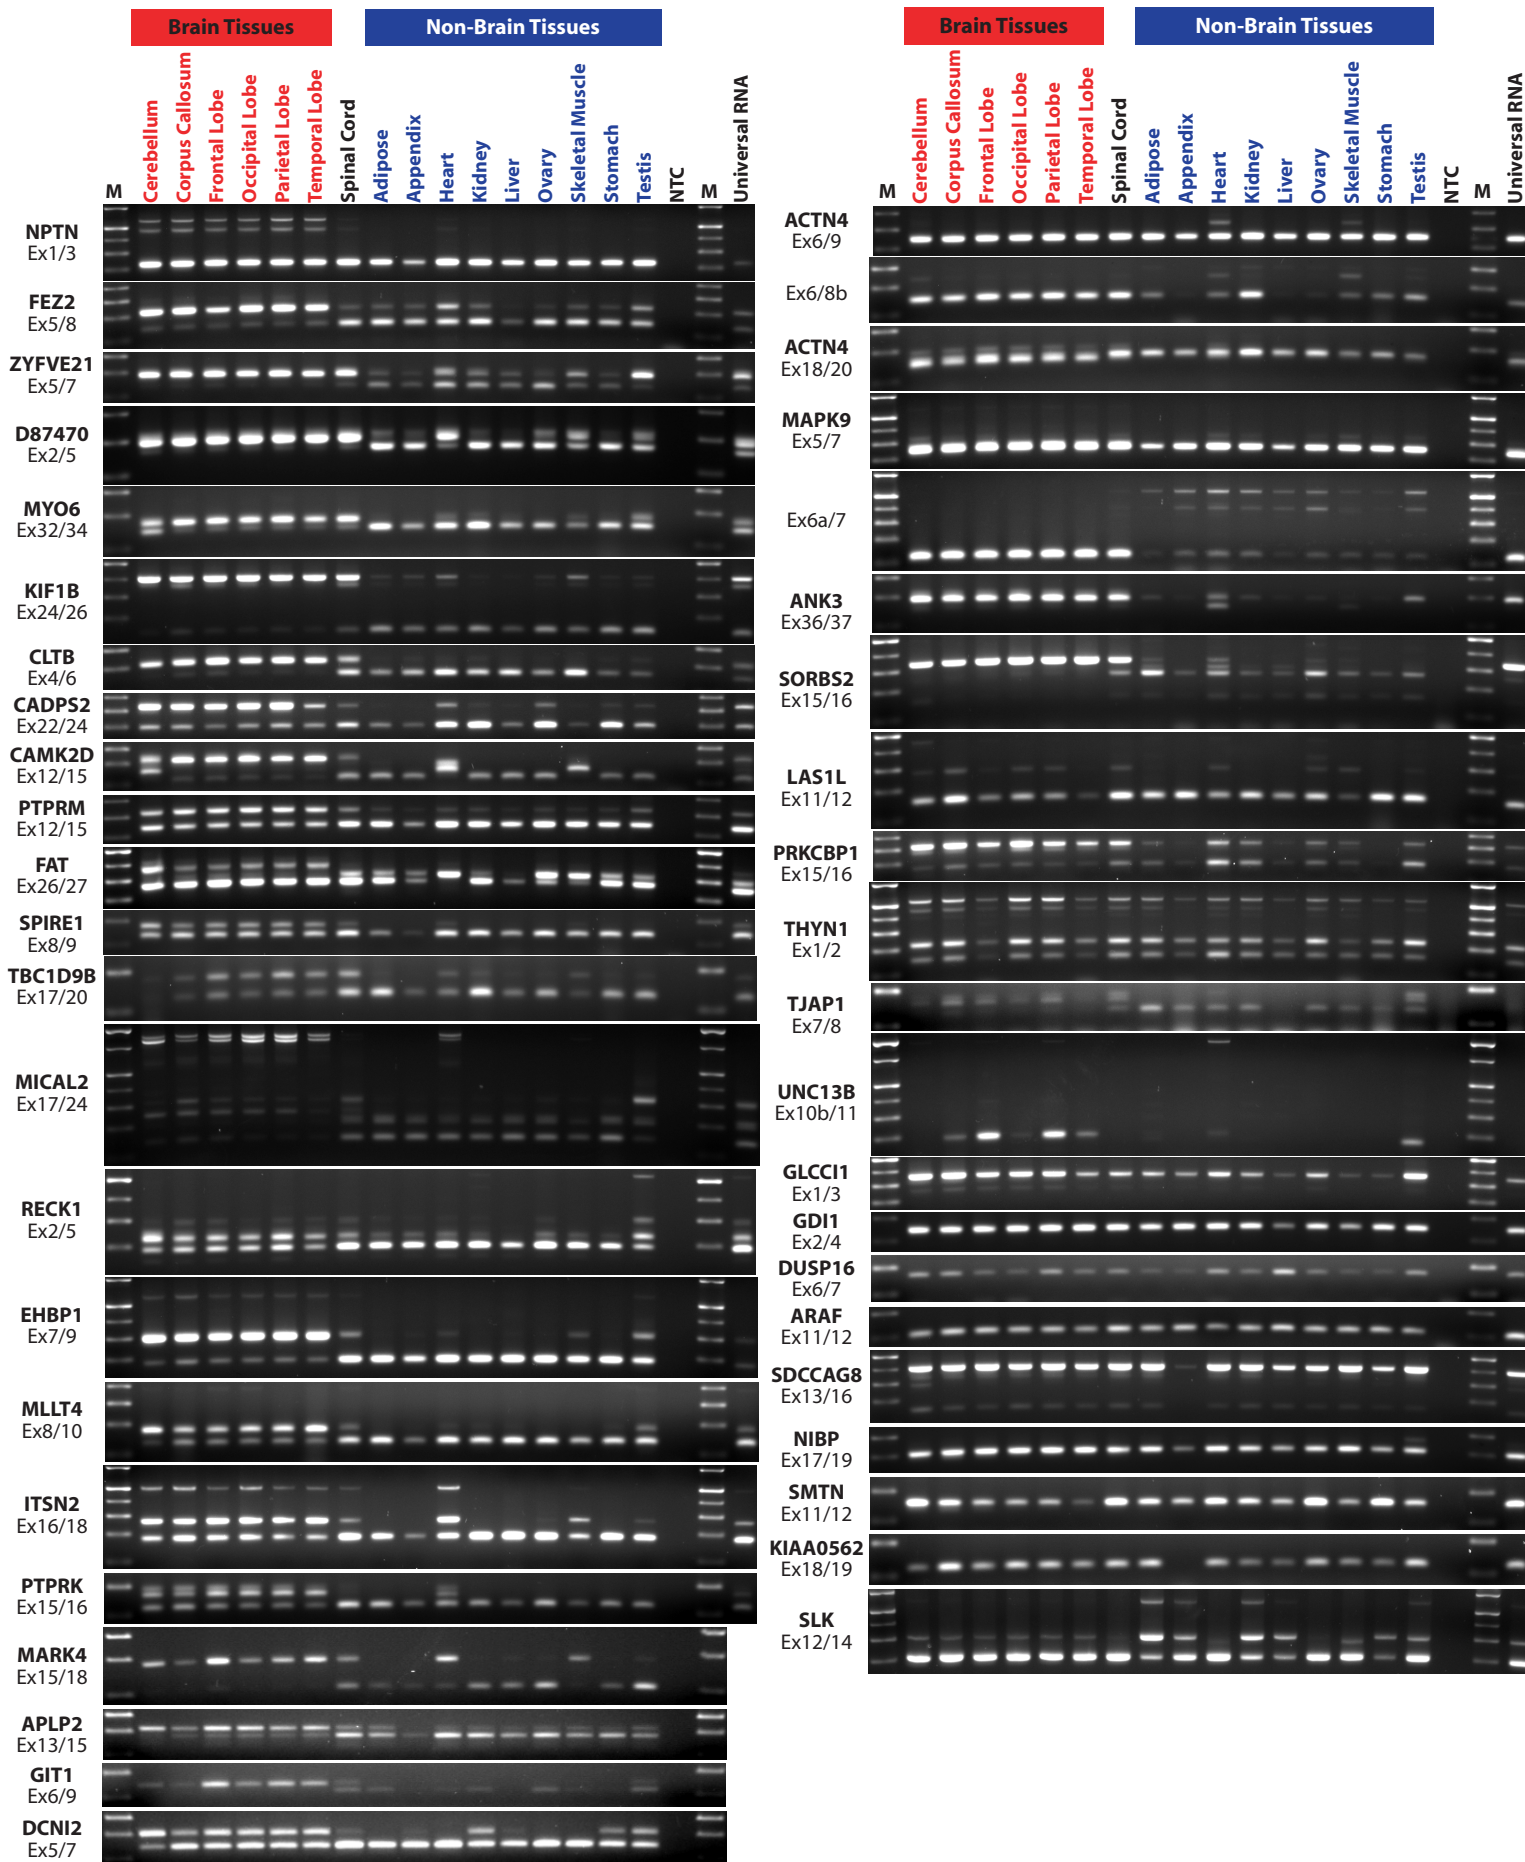 Brain Tissues
Non-Brain Tissues
M
Cerebellum
Corpus Callosum
Frontal Lobe
Occipital Lobe
Parietal Lobe
Temporal Lobe
Spinal Cord
Adipose
Appendix
Heart
Kidney
Liver
Ovary
Skeletal Muscle
Stomach
Testis
NTC
M
Universal RNA
NPTN
Ex1/3
FEZ2
Ex5/8
ZYFVE21
Ex5/7
D87470
Ex2/5
MYO6
Ex32/34
KIF1B
Ex24/26
CLTB
Ex4/6
CADPS2
Ex22/24
CAMK2D
Ex12/15
PTPRM
Ex12/15
FAT
Ex26/27
SPIRE1
Ex8/9
TBC1D9B
Ex17/20
MICAL2
Ex17/24
RECK1
Ex2/5
EHBP1
Ex7/9
MLLT4
Ex8/10
ITSN2
Ex16/18
PTPRK
Ex15/16
MARK4
Ex15/18
APLP2
Ex13/15
GIT1
Ex6/9
DCNI2
Ex5/7
Brain Tissues
Non-Brain Tissues
M
Cerebellum
Corpus Callosum
Frontal Lobe
Occipital Lobe
Parietal Lobe
Temporal Lobe
Spinal Cord
Adipose
Appendix
Heart
Kidney
Liver
Ovary
Skeletal Muscle
Stomach
Testis
NTC
M
Universal RNA
ACTN4
Ex6/9
Ex6/8b
ACTN4
Ex18/20
MAPK9
Ex5/7
Ex6a/7
ANK3
Ex36/37
SORBS2
Ex15/16
LAS1L
Ex11/12
PRKCBP1
Ex15/16
THYN1
Ex1/2
TJAP1
Ex7/8
UNC13B
Ex10b/11
GLCCI1
Ex1/3
GDI1
Ex2/4
DUSP16
Ex6/7
ARAF
Ex11/12
SDCCAG8
Ex13/16
NIBP
Ex17/19
SMTN
Ex11/12
KIAA0562
Ex18/19
SLK
Ex12/14